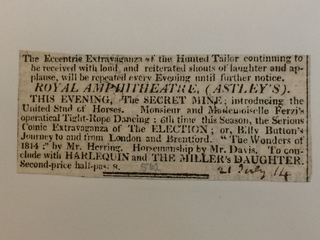 The Eccentric Extravaganza of the Hunted Tailor continuing to
be received with loud, and reiterated shouts of laughter and ap-
plause, will be repeated every Evening until further notice.
ROYAL AMPHITHEATRE, (ASTLEY'S).
THIS EVENING, The SECRET MINE; introducing the
United Stud of Horses. Monsieur and Mademoiselle Ferzi's
operatical Tight-Rope Dancing; 6th time this Season, the Serious
Comic Extravaganza of The ELECTION; or, Billy Button's
Journey to and from London and Brentford. "The Wonders of
1814;" by Mr. Herring. Horsemanship by Mr. Davis. To con-
clude with HARLEQUIN and THE MILLER'S DAUGHTER.
Second-price half-past 8.
21 July 14